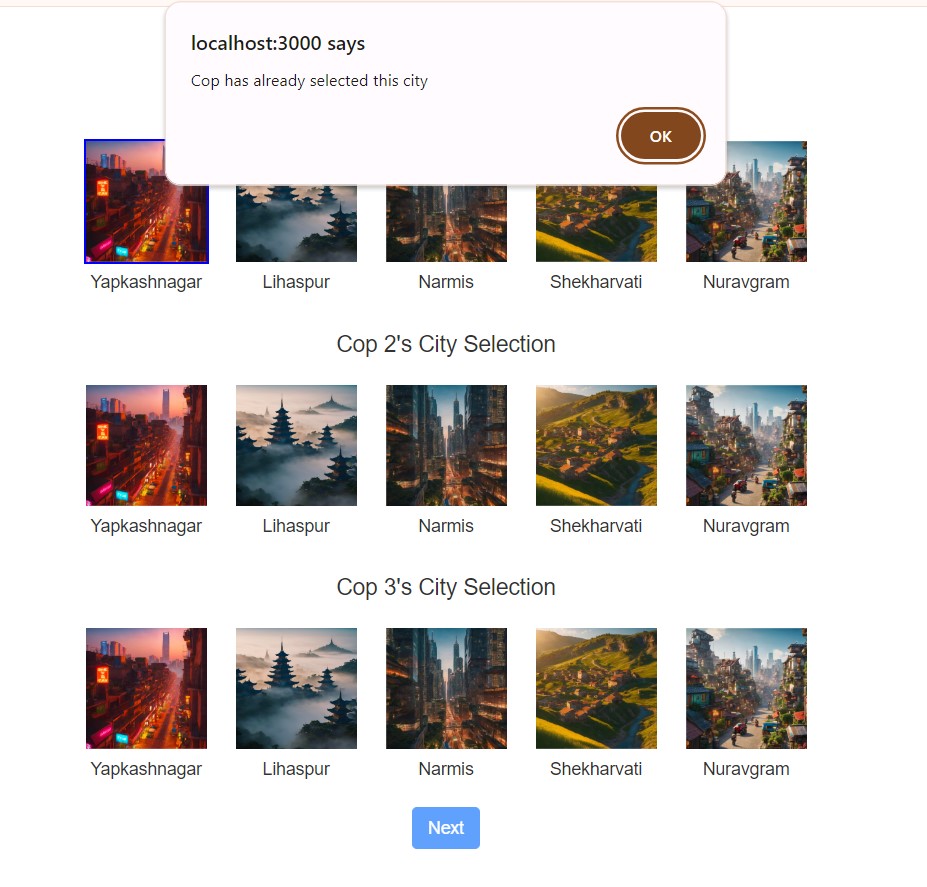 localhost:3000 says
Cop has already selected this city
OK
Yapkashnagar Lihaspur Narmis Shekharvati Nuravgram
Cop 2's City Selection
Yapkashnagar Lihaspur Narmis Shekharvati Nuravgram
Cop 3's City Selection
Yapkashnagar Lihaspur Narmis Shekharvati Nuravgram
Next